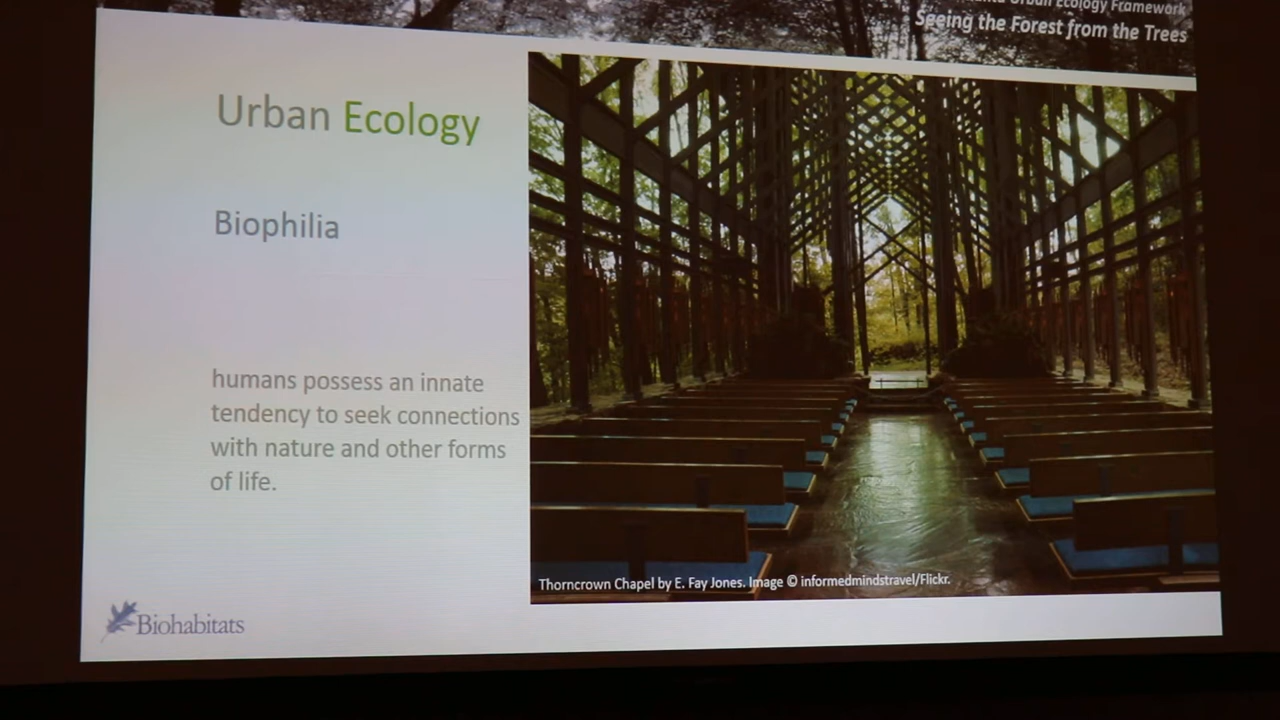 Urban Ecology Framework
Seeing the Forest from the Trees
Urban Ecology
Biophilia
humans possess an innate
tendency to seek connections
with nature and other forms
of life.
Thorncrown Chapel by E. Fay Jones. Image © informedmindstravel/Flickr.
Biohabitats